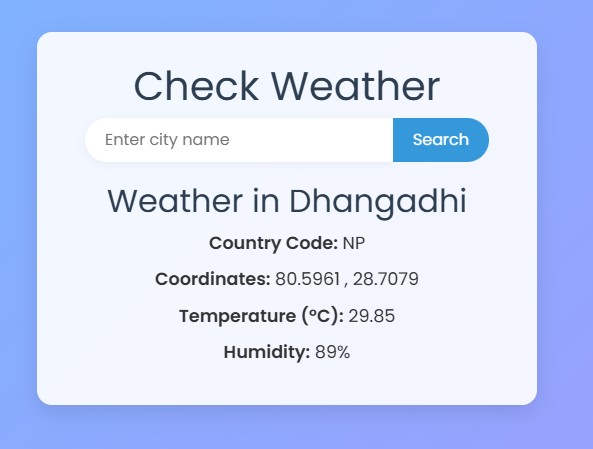 Check Weather
Enter city name Search
Weather in Dhangadhi
Country Code: NP
Coordinates: 80.5961 , 28.7079
Temperature (°C): 29.85
Humidity: 89%